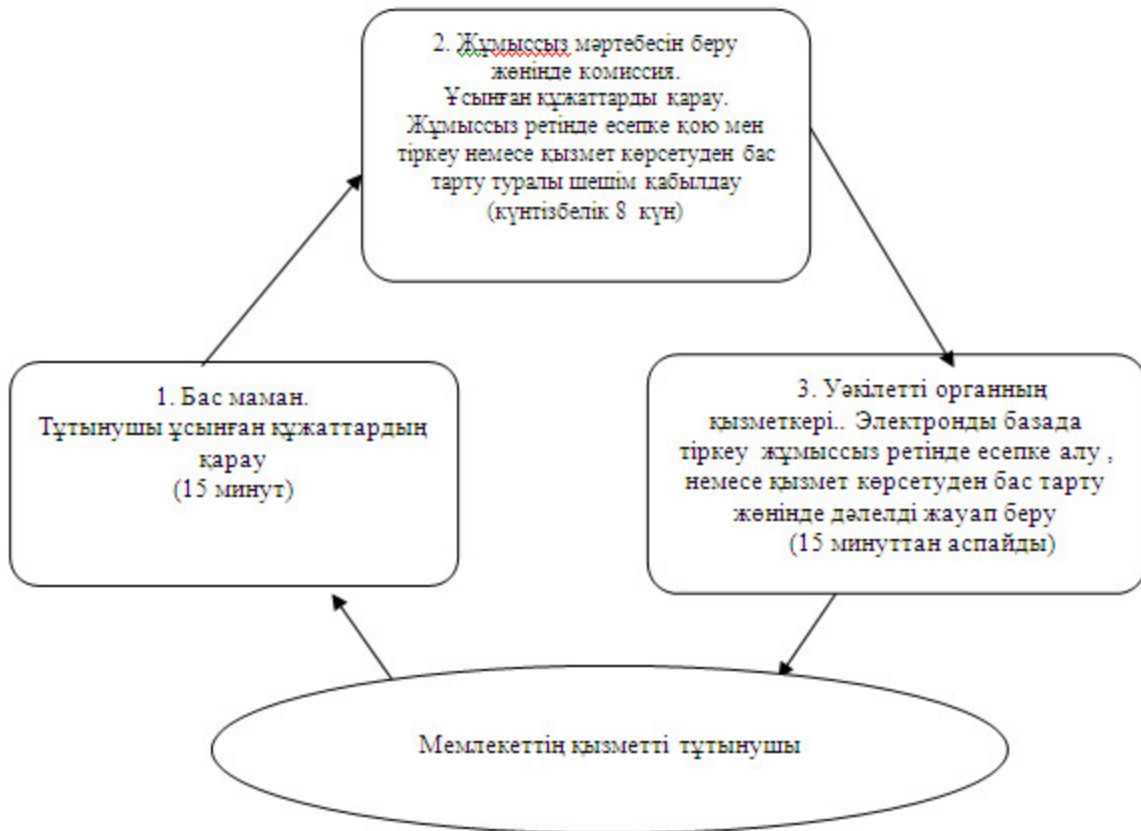 2. Жұмыссыз мәртебесін беру
жөнінде комиссия.
Ұсынған құжаттарды қарау.
Жұмыссыз ретінде есепке қою мен
тіркеу немесе қызмет көрсетуден бас
тарту туралы шешім қабылдау
(күнтізбелік 8 күн)
1. Бас маман.
Тұтынушы ұсынған құжаттардың
қарау
(15 минут)
3. Уәкілетті органның
қызметкері.. Электронды базада
тіркеу жұмыссыз ретінде есепке алу ,
немесе қызмет көрсетуден бас тарту
жөнінде дәлелді жауап беру
(15 минуттан аспайды)
Мемлекеттің қызметті тұтынушы